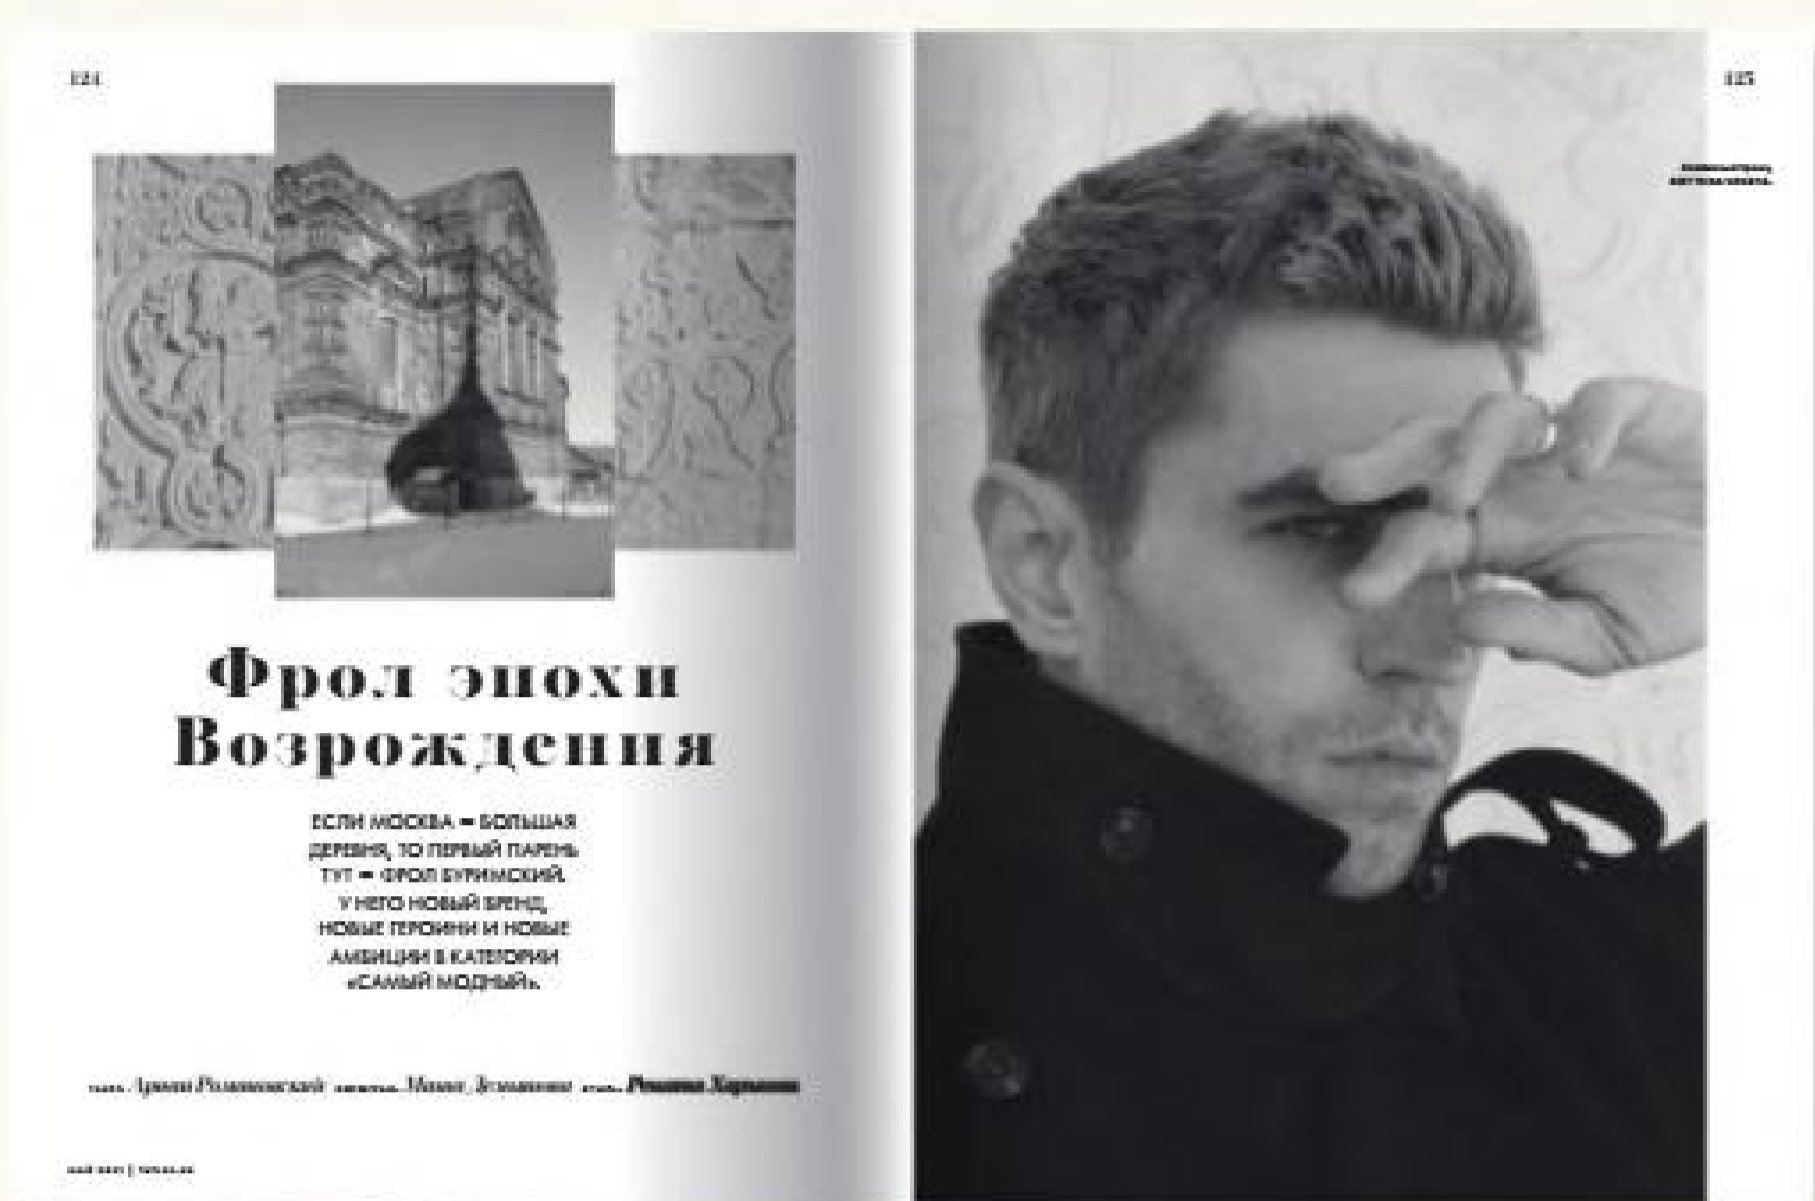 124
125
Фрол эпохи
Возрождения
ЕСЛИ МОСКВА – БОЛЬШАЯ
ДЕРЕВНЯ, ТО ПЕРВЫЙ ПАРЕНЬ
ТУТ – ФРОЛ БУРИМСКИЙ.
У НЕГО НОВЫЙ БРЕНД,
НОВЫЕ ГЕРОИНИ И НОВЫЕ
АМБИЦИИ В КАТЕГОРИИ
«САМЫЙ МОДНЫЙ».